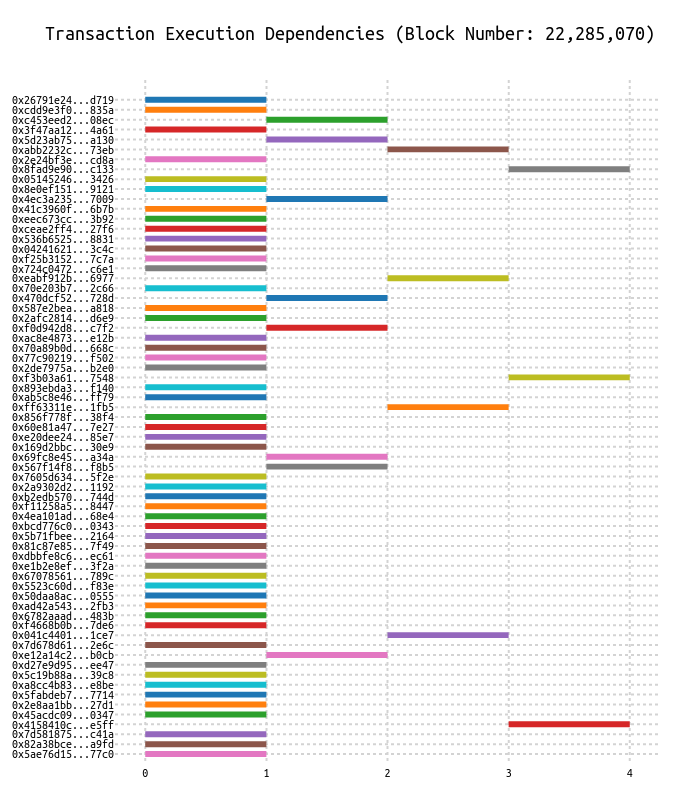 Transaction Execution Dependencies (Block Number: 22,285,070)
0x26791e24...d719
0xcdd9e3f0...835a
0xc453eed2...08ec
0x3f47aa12...4a61
0x5d23ab75...a130
0xabb2232c...73eb
0x2e24bf3e...cd8a
0x8fad9e90...c133
0x05145246...3426
0x8e0ef151...9121
0x4ec3a235...7009
0x41c3960f...6b7b
0xeec673cc...3b92
0xceae2ff4...27f6
0x536b6525...8831
0x04241621...3c4c
0xf25b3152...7c7a
0x724c0472...c6e1
0xeabf912b...6977
0x70e203b7...2c66
0x470dcf52...728d
0x587e2bea...a818
0x2afc2814...d6e9
0xf0d942d8...c7f2
0xac8e4873...e12b
0x70a89b0d...668c
0x77c90219...f502
0x2de7975a...b2e0
0xf3b03a61...7548
0x893ebda3...f140
0xab5c8e46...ff79
0xff63311e...1fb5
0x856f778f...38f4
0x60e81a47...7e27
0xe20dee24...85e7
0x169d2bbc...30e9
0x69fc8e45...a34a
0x567f14f8...f8b5
0x7605d634...5f2e
0x2a9302d2...1192
0xb2edb570...744d
0xf11258a5...8447
0x4ea101ad...68e4
0xbcd776c0...0343
0x5b71fbee...2164
0x81c87e85...7f49
0xdbbfe8c6...ec61
0xe1b2e8ef...3f2a
0x67078561...789c
0x5523c60d...f83e
0x50daa8ac...0555
0xad42a543...2fb3
0x6782aaad...483b
0xf4668b0b...7de6
0x041c4401...1ce7
0x7d678d61...2e6c
0xe12a14c2...b0cb
0xd27e9d95...ee47
0x5c19b88a...39c8
0xa8cc4b83...e8be
0x5fabdeb7...7714
0x2e8aa1bb...27d1
0x45acdc09...0347
0x4158410c...e5ff
0x7d581875...c41a
0x82a38bce...a9fd
0x5ae76d15...77c0
0 1 2 3 4